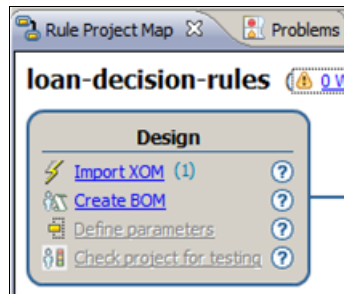 Rule Project Map
Problems
loan-decision-rules ( 0 W
Design
Import XOM (1) ?
Create BOM ?
Define parameters ?
Check project for testing ?